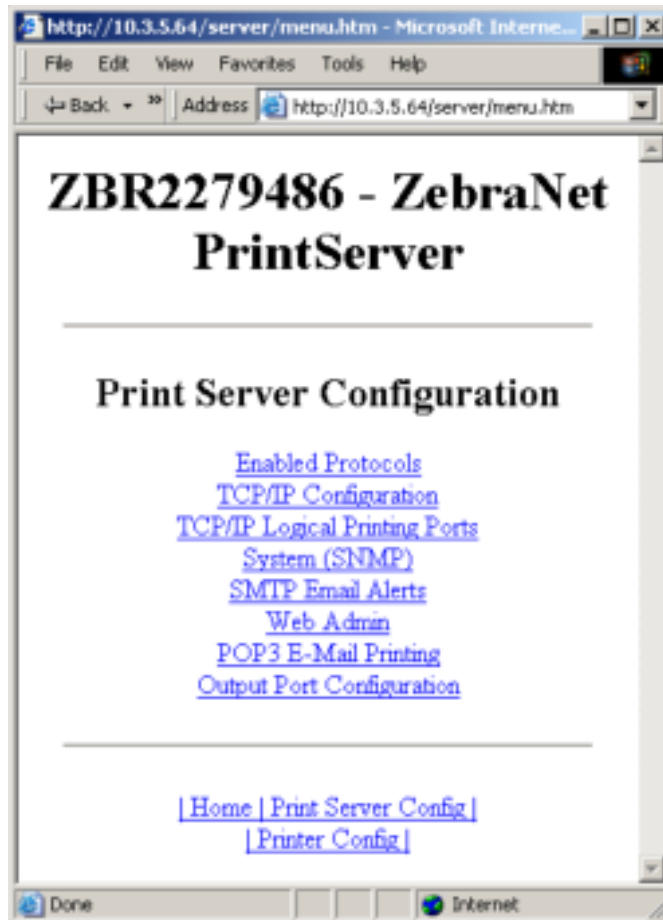 http://10.3.5.64/server/menu.htm - Microsoft Interne...
File Edit View Favorites Tools Help
Back » Address http://10.3.5.64/server/menu.htm
ZBR2279486 - ZebraNet
PrintServer
Print Server Configuration
Enabled Protocols
TCP/IP Configuration
TCP/IP Logical Printing Ports
System (SNMP)
SMTP Email Alerts
Web Admin
POP3 E-Mail Printing
Output Port Configuration
| Home | Print Server Config |
| Printer Config |
Done Internet